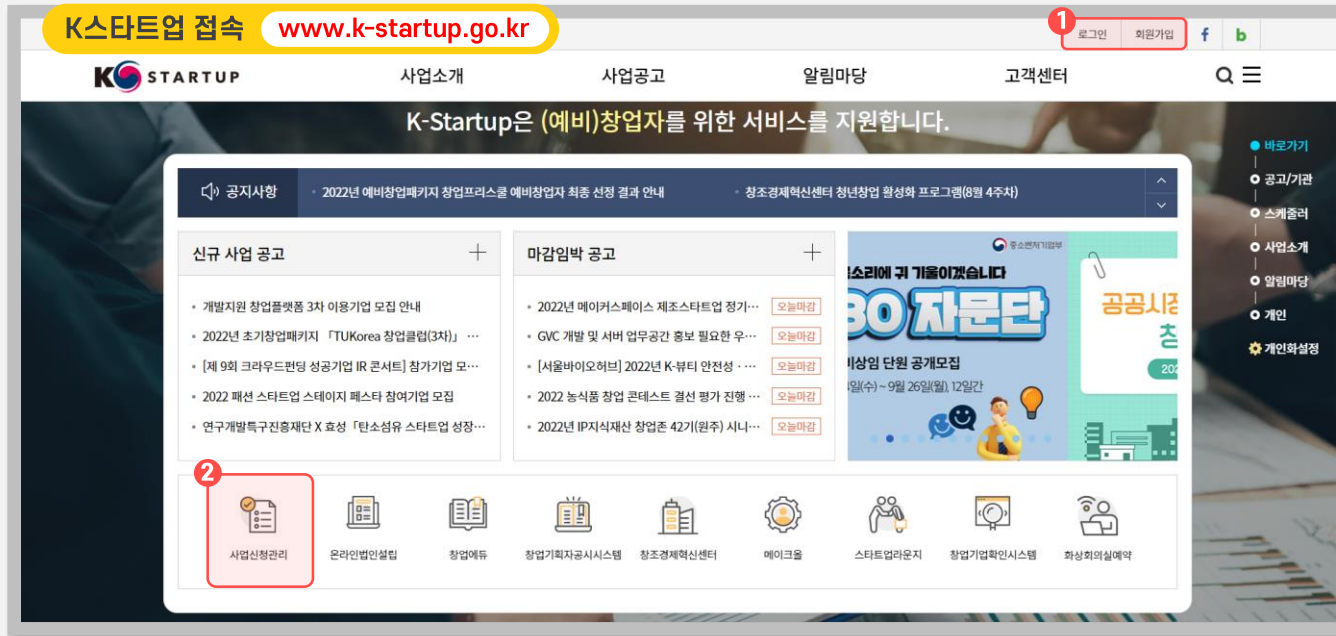 K스타트업 접속 www.k-startup.go.kr
1
로그인 회원가입 f b
K STARTUP 사업소개 사업공고 알림마당 고객센터
K-Startup은 (예비)창업자를 위한 서비스를 지원합니다.
바로가기
공고/기관
스케줄러
사업소개
알림마당
개인
개인화설정
공지사항 · 2022년 예비창업패키지 창업프리스쿨 예비창업자 최종 선정 결과 안내 · 창조경제혁신센터 청년창업 활성화 프로그램(8월 4주차)
신규 사업 공고 +
· 개발지원 창업플랫폼 3차 이용기업 모집 안내
· 2022년 초기창업패키지 「TUKorea 창업클럽(3차)」 ···
· [제 9회 크라우드펀딩 성공기업 IR 콘서트] 참가기업 모···
· 2022 패션 스타트업 스테이지 페스타 참여기업 모집
· 연구개발특구진흥재단 X 효성「탄소섬유 스타트업 성장···
마감임박 공고 +
· 2022년 메이커스페이스 제조스타트업 정기··· 오늘마감
· GVC 개발 및 서버 업무공간 홍보 필요한 우··· 오늘마감
· [서울바이오허브] 2022년 K-뷰티 안전성 · ··· 오늘마감
· 2022 농식품 창업 콘테스트 결선 평가 진행 ··· 오늘마감
· 2022년 IP지식재산 창업존 42기(원주) 시니··· 오늘마감
중소벤처기업부
소리에 귀 기울이겠습니다
30 자문단
비상임 단원 공개모집
일(수) ~ 9월 26일(월), 12일간
공공시장
창
202
2
사업신청관리 온라인법인설립 창업에듀 창업기획자공시시스템 창조경제혁신센터 메이크올 스타트업라운지 창업기업확인시스템 화상회의실예약